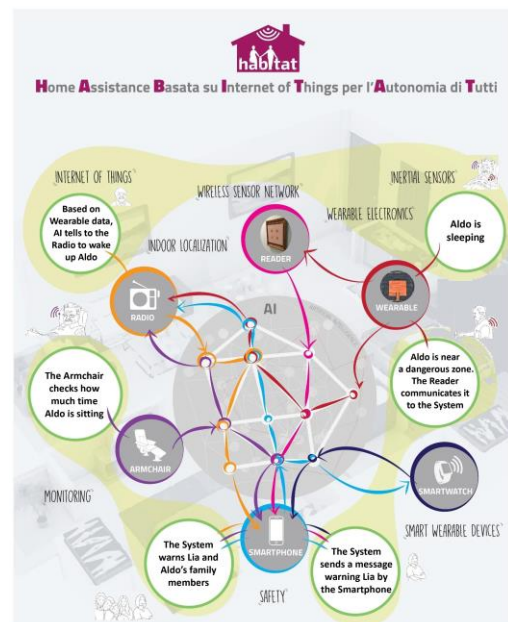 habitat
Home Assistance Basata su Internet of Things per l'Autonomia di Tutti
INTERNET OF THINGS
WIRELESS SENSOR NETWORK
INERTIAL SENSORS
Based on
Wearable data,
AI tells to the
Radio to wake
up Aldo
INDOOR LOCALIZATION
READER
WEARABLE ELECTRONICS
Aldo is
sleeping
RADIO
AI
WEARABLE
The Armchair
checks how
much time
Aldo is sitting
Aldo is near
a dangerous zone.
The Reader
communicates it
to the System
ARMCHAIR
SMARTWATCH
MONITORING
SMART WEARABLE DEVICES
The System
warns Lia and
Aldo's family
members
SMARTPHONE
The System
sends a message
warning Lia by
the Smartphone
SAFETY